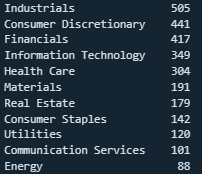 Industrials 505
Consumer Discretionary 441
Financials 417
Information Technology 349
Health Care 304
Materials 191
Real Estate 179
Consumer Staples 142
Utilities 120
Communication Services 101
Energy 88